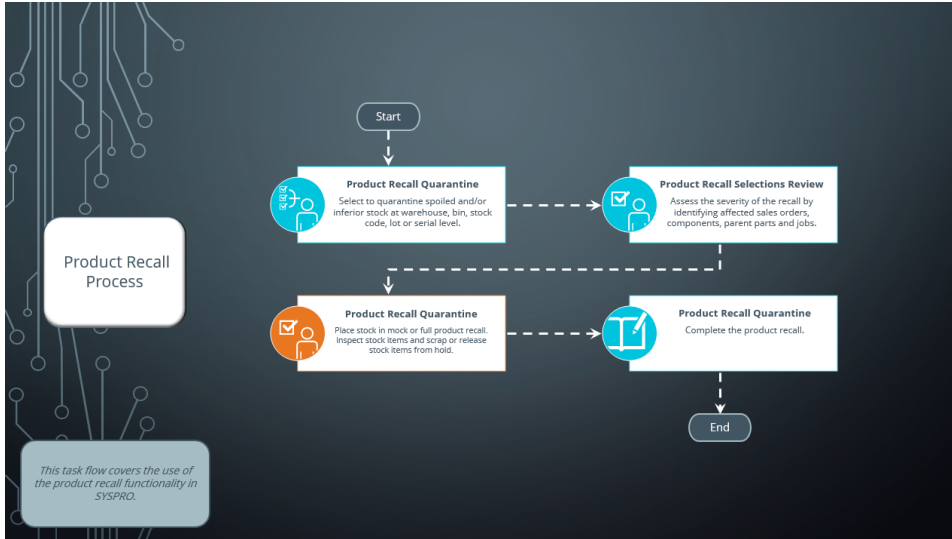 Start
Product Recall Quarantine
Select to quarantine spoiled and/or
inferior stock at warehouse, bin, stock
code, lot or serial level.
Product Recall Selections Review
Assess the severity of the recall by
identifying affected sales orders,
components, parent parts and jobs.
Product Recall
Process
Product Recall Quarantine
Place stock in mock or full product recall.
Inspect stock items and scrap or release
stock items from hold.
Product Recall Quarantine
Complete the product recall.
End
This task flow covers the use of
the product recall functionality in
SYSPRO.